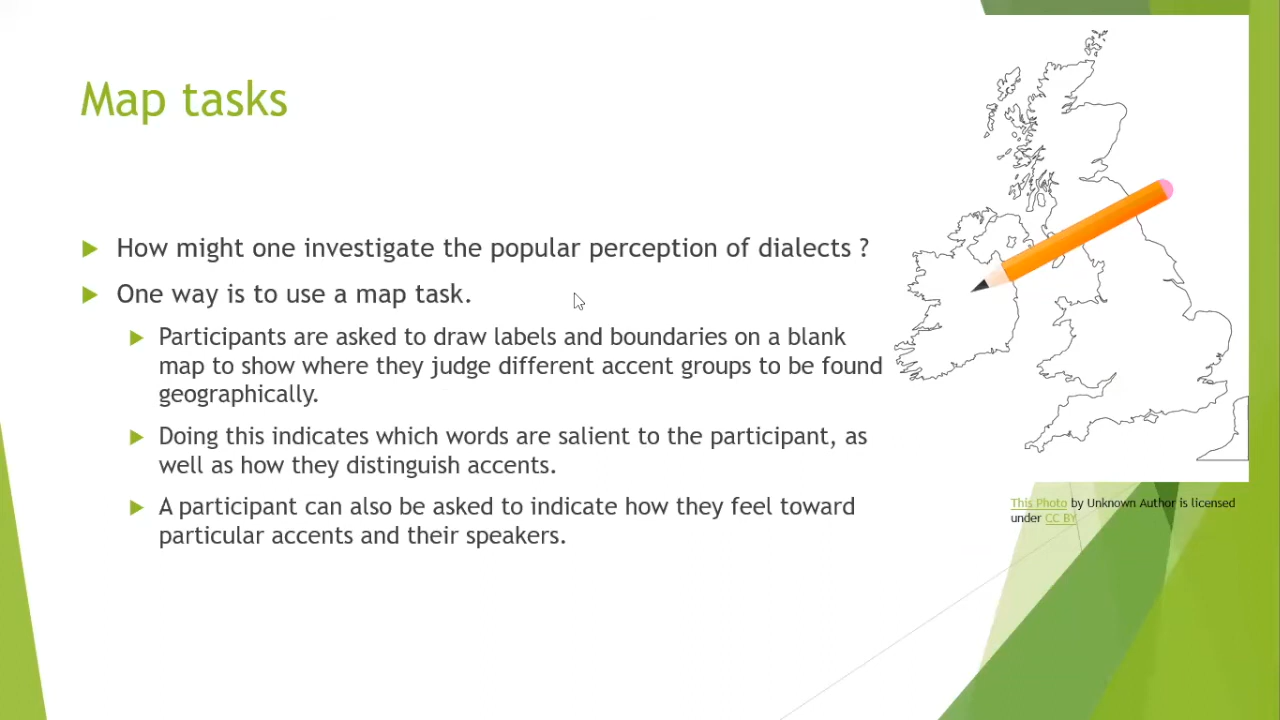 Map tasks
How might one investigate the popular perception of dialects ?
One way is to use a map task.
Participants are asked to draw labels and boundaries on a blank
map to show where they judge different accent groups to be found
geographically.
Doing this indicates which words are salient to the participant, as
well as how they distinguish accents.
A participant can also be asked to indicate how they feel toward
particular accents and their speakers.
This Photo by Unknown Author is licensed
under CC BY